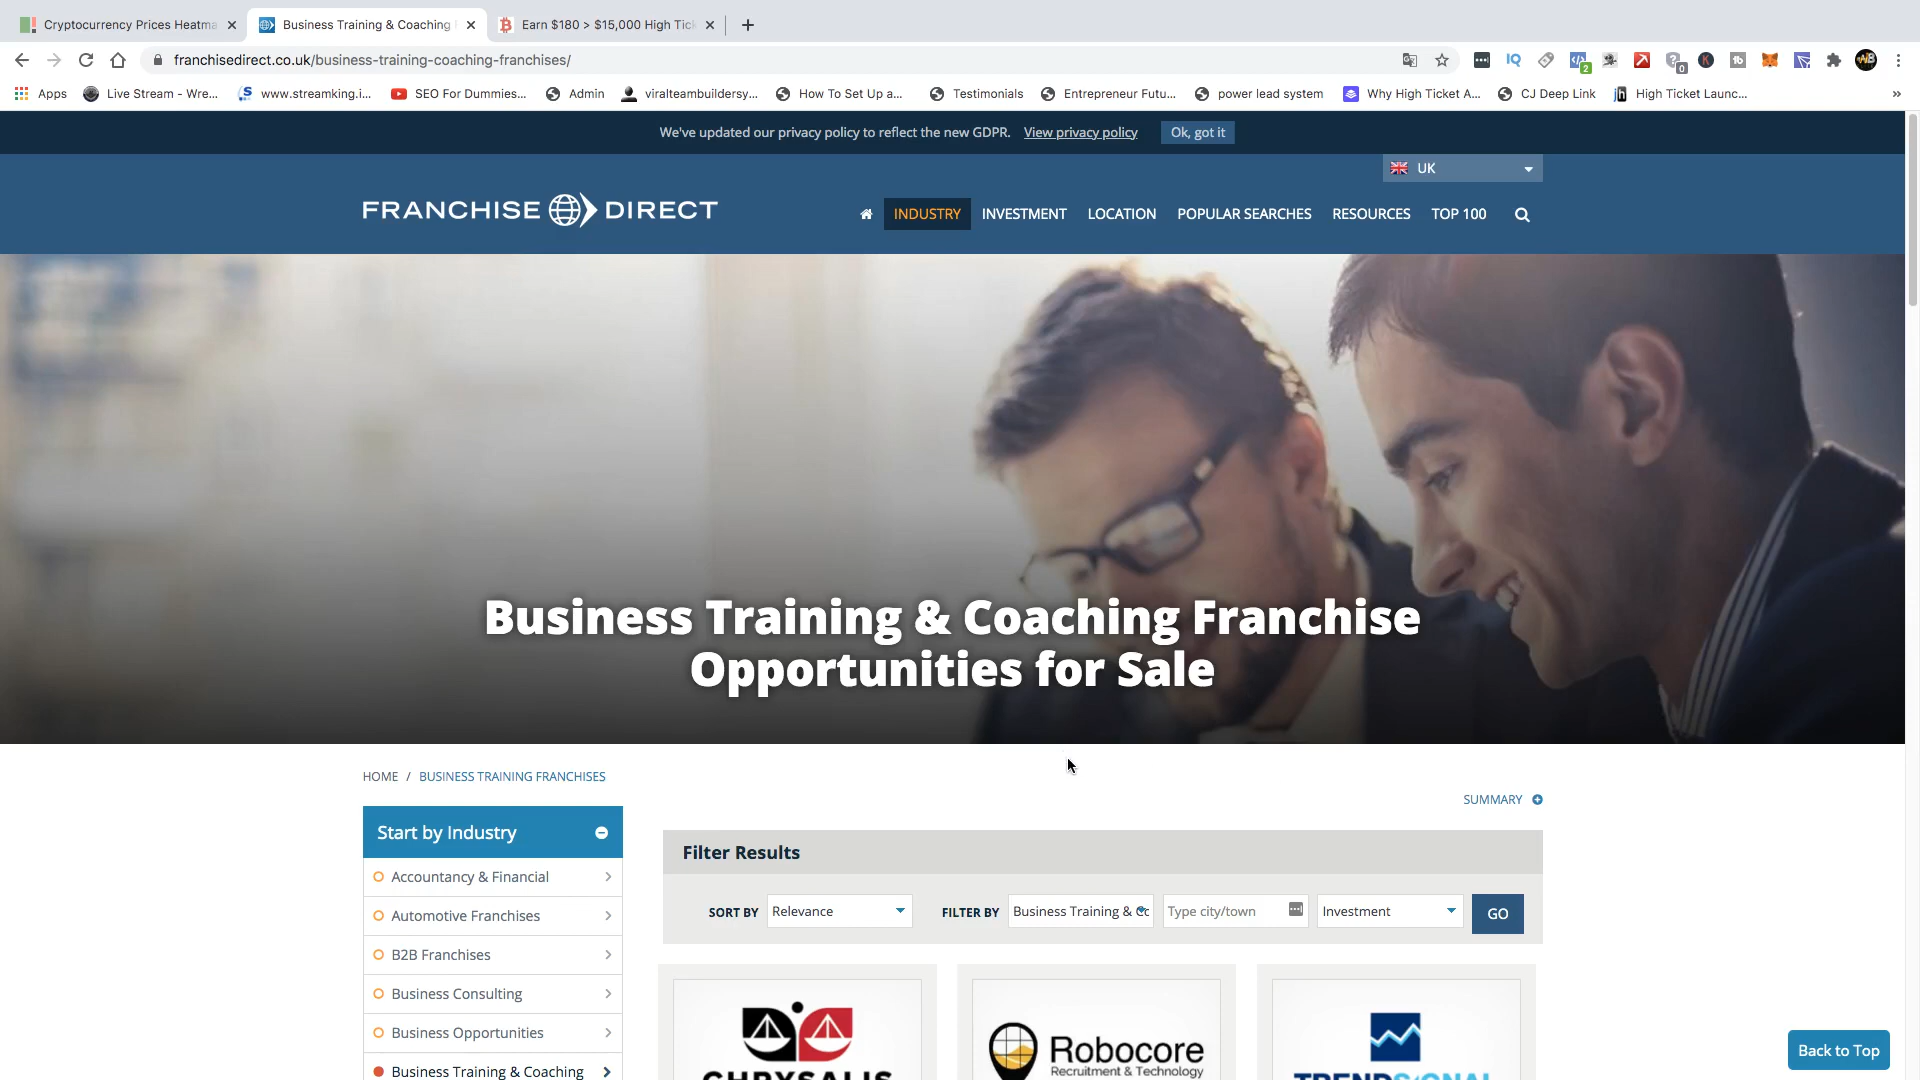 Cryptocurrency Prices Heatma
Business Training & Coaching
Earn $180 > $15,000 High Tick
franchisedirect.co.uk/business-training-coaching-franchises/
Apps
Live Stream - Wre...
www.streamking.i...
SEO For Dummies...
Admin
viralteambuildersy...
How To Set Up a...
Testimonials
Entrepreneur Futu...
power lead system
Why High Ticket A...
CJ Deep Link
High Ticket Launc...
We've updated our privacy policy to reflect the new GDPR. View privacy policy Ok, got it
UK
FRANCHISE DIRECT
INDUSTRY INVESTMENT LOCATION POPULAR SEARCHES RESOURCES TOP 100
Business Training & Coaching Franchise
Opportunities for Sale
HOME / BUSINESS TRAINING FRANCHISES
SUMMARY
Start by Industry
Accountancy & Financial
Automotive Franchises
B2B Franchises
Business Consulting
Business Opportunities
Business Training & Coaching
Filter Results
SORT BY Relevance FILTER BY Business Training & Cc Type city/town Investment GO
CHRYSALIS
Robocore
Recruitment & Technology
TRENDSIGNAL
Back to Top